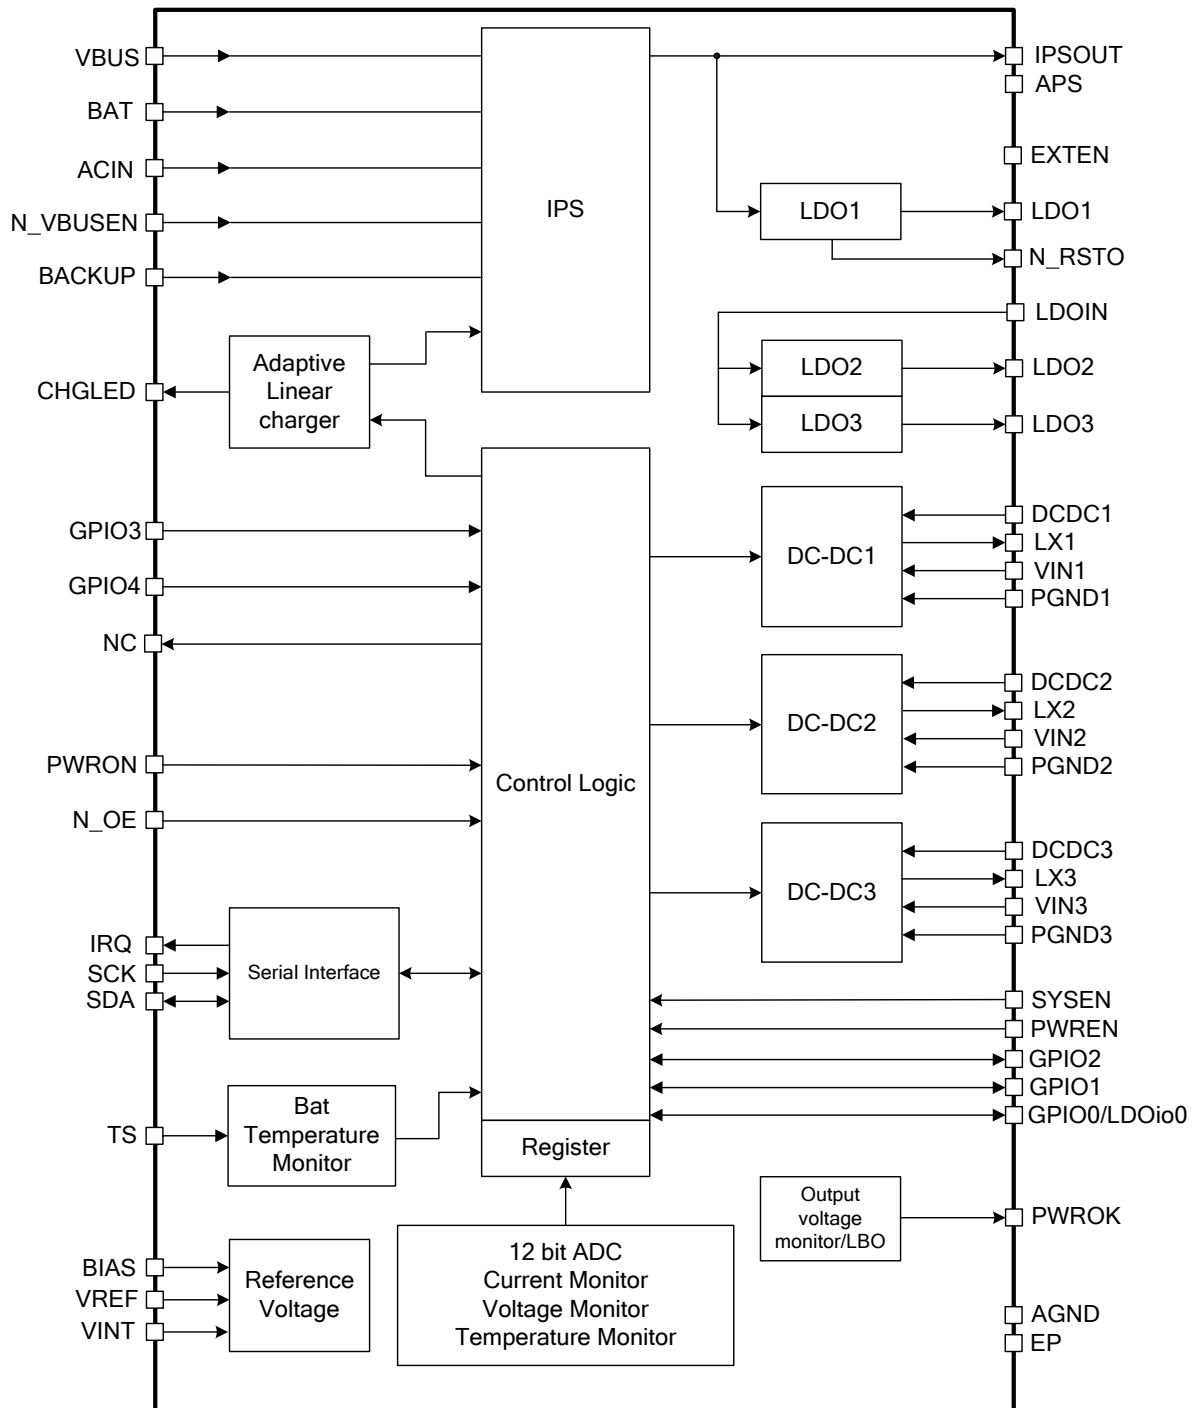 VBUS
BAT
ACIN
N_VBUSEN
BACKUP
CHGLED
GPIO3
GPIO4
NC
PWRON
N_OE
IRQ
SCK
SDA
TS
BIAS
VREF
VINT
Adaptive
Linear
charger
Serial Interface
Bat
Temperature
Monitor
Reference
Voltage
IPS
Control Logic
Register
12 bit ADC
Current Monitor
Voltage Monitor
Temperature Monitor
LDO1
LDO2
LDO3
DC-DC1
DC-DC2
DC-DC3
Output
voltage
monitor/LBO
IPSOUT
APS
EXTEN
LDO1
N_RSTO
LDOIN
LDO2
LDO3
DCDC1
LX1
VIN1
PGND1
DCDC2
LX2
VIN2
PGND2
DCDC3
LX3
VIN3
PGND3
SYSEN
PWREN
GPIO2
GPIO1
GPIO0/LDOio0
PWROK
AGND
EP